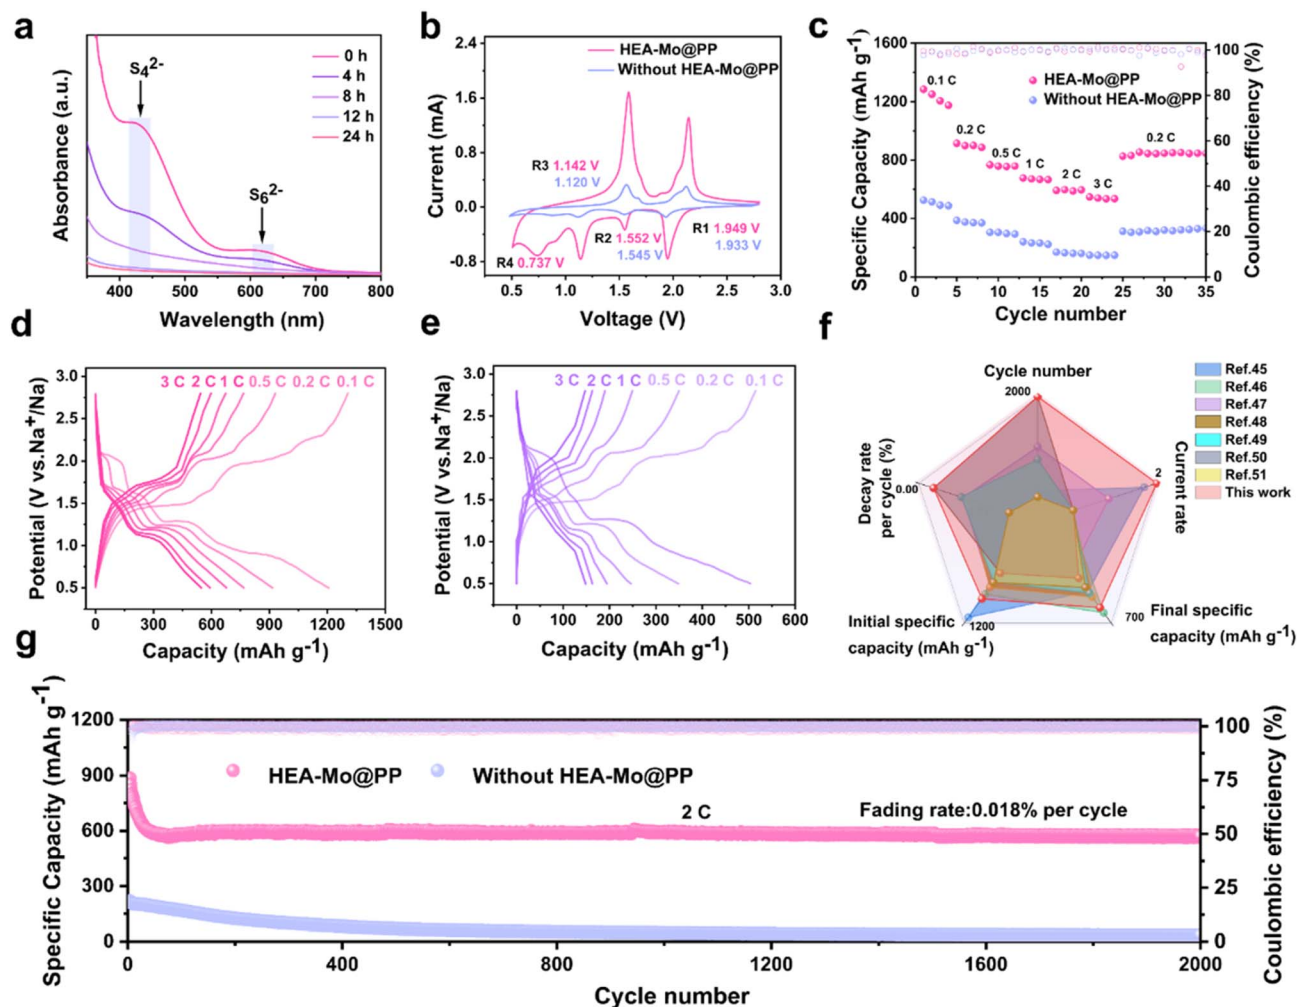 a
Absorbance (a.u.)
S₄²⁻
S₆²⁻
0 h
4 h
8 h
12 h
24 h
400 500 600 700 800
Wavelength (nm)
b
Current (mA)
2.4
1.6
0.8
0.0
-0.8
HEA-Mo@PP
Without HEA-Mo@PP
R3 1.142 V
1.120 V
R2 1.552 V
1.545 V
R1 1.949 V
1.933 V
R4 0.737 V
0.5 1.0 1.5 2.0 2.5 3.0
Voltage (V)
c
Specific Capacity (mAh g⁻¹)
1600
1200
800
400
0
0.1 C
0.2 C
0.5 C
1 C
2 C
3 C
0.2 C
HEA-Mo@PP
Without HEA-Mo@PP
100
80
60
40
20
0
Coulombic efficiency (%)
0 5 10 15 20 25 30 35
Cycle number
d
Potential (V vs.Na⁺/Na)
3.0
2.5
2.0
1.5
1.0
0.5
3 C 2 C 1 C 0.5 C 0.2 C 0.1 C
0 300 600 900 1200 1500
Capacity (mAh g⁻¹)
e
Potential (V vs.Na⁺/Na)
3.0
2.5
2.0
1.5
1.0
0.5
3 C 2 C 1 C 0.5 C 0.2 C 0.1 C
0 100 200 300 400 500 600
Capacity (mAh g⁻¹)
f
Cycle number
2000
Current rate
2
Final specific
capacity (mAh g⁻¹)
700
Initial specific
capacity (mAh g⁻¹)
1200
Decay rate
per cycle (%)
0.00
Ref.45
Ref.46
Ref.47
Ref.48
Ref.49
Ref.50
Ref.51
This work
g
Specific Capacity (mAh g⁻¹)
1200
900
600
300
0
HEA-Mo@PP
Without HEA-Mo@PP
2 C
Fading rate:0.018% per cycle
100
75
50
25
0
Coulombic efficiency (%)
0 400 800 1200 1600 2000
Cycle number